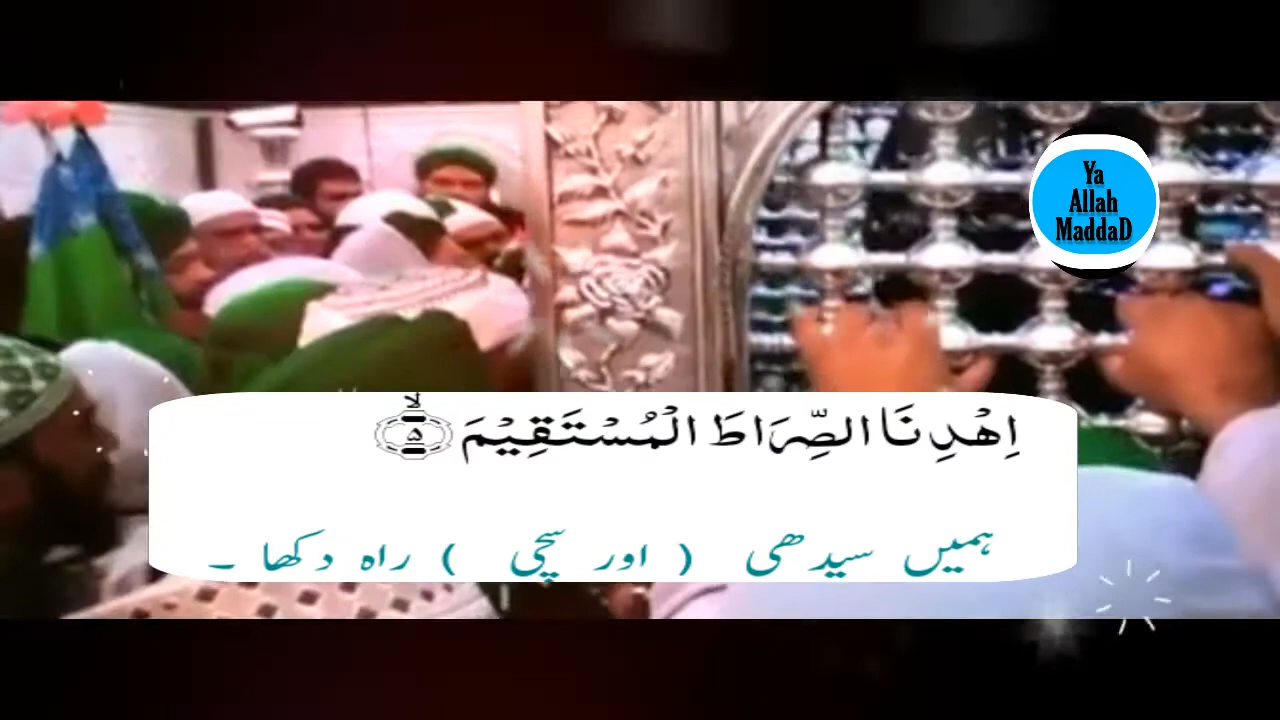 Ya
Allah
MaddaD
اِهْدِنَا الصِّرَاطَ الْمُسْتَقِيْمَ ۙ﴿۵﴾
ہمیں سیدھی ( اور سچی ) راہ دکھا ۔